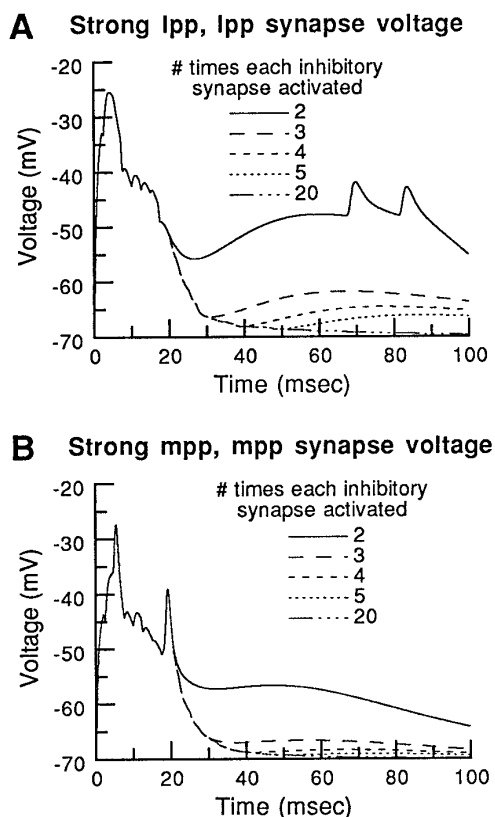 A Strong lpp, lpp synapse voltage
# times each inhibitory
synapse activated
2
3
4
5
20
-20
-30
-40
-50
-60
-70
Voltage (mV)
0 20 40 60 80 100
Time (msec)
B Strong mpp, mpp synapse voltage
# times each inhibitory
synapse activated
2
3
4
5
20
-20
-30
-40
-50
-60
-70
Voltage (mV)
0 20 40 60 80 100
Time (msec)